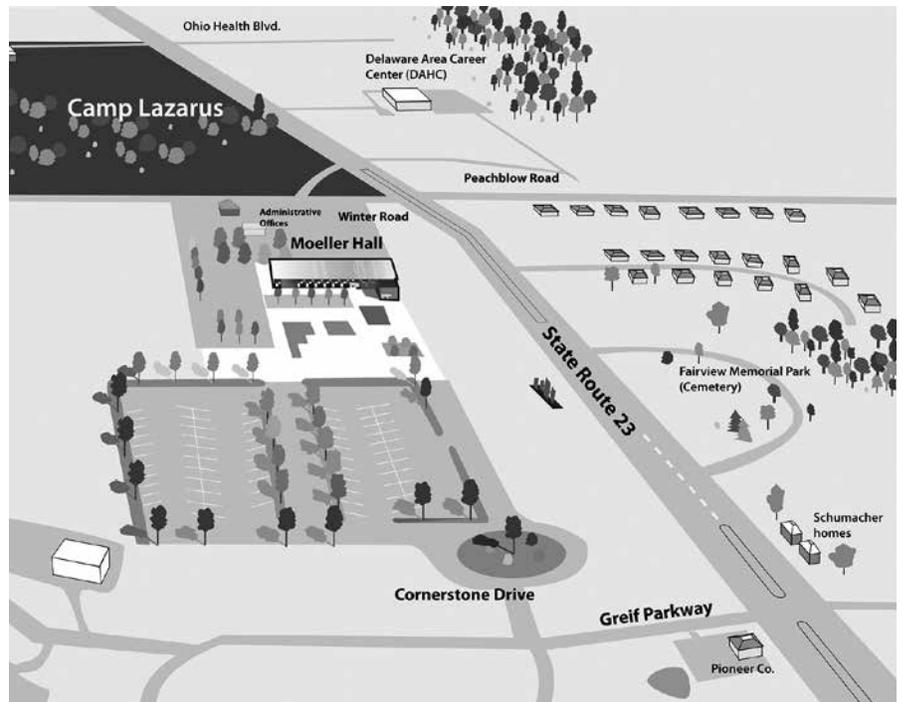 Ohio Health Blvd.
Delaware Area Career
Center (DAHC)
Camp Lazarus
Peachblow Road
Administrative
Offices
Winter Road
Moeller Hall
State Route 23
Fairview Memorial Park
(Cemetery)
Schumacher
homes
Cornerstone Drive
Greif Parkway
Pioneer Co.